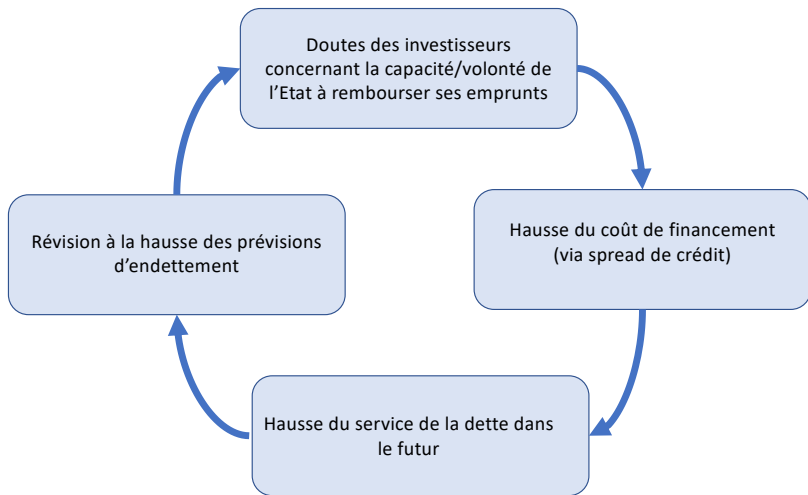 Doutes des investisseurs
concernant la capacité/volonté de
l'Etat à rembourser ses emprunts
Hausse du coût de financement
(via spread de crédit)
Hausse du service de la dette dans
le futur
Révision à la hausse des prévisions
d'endettement